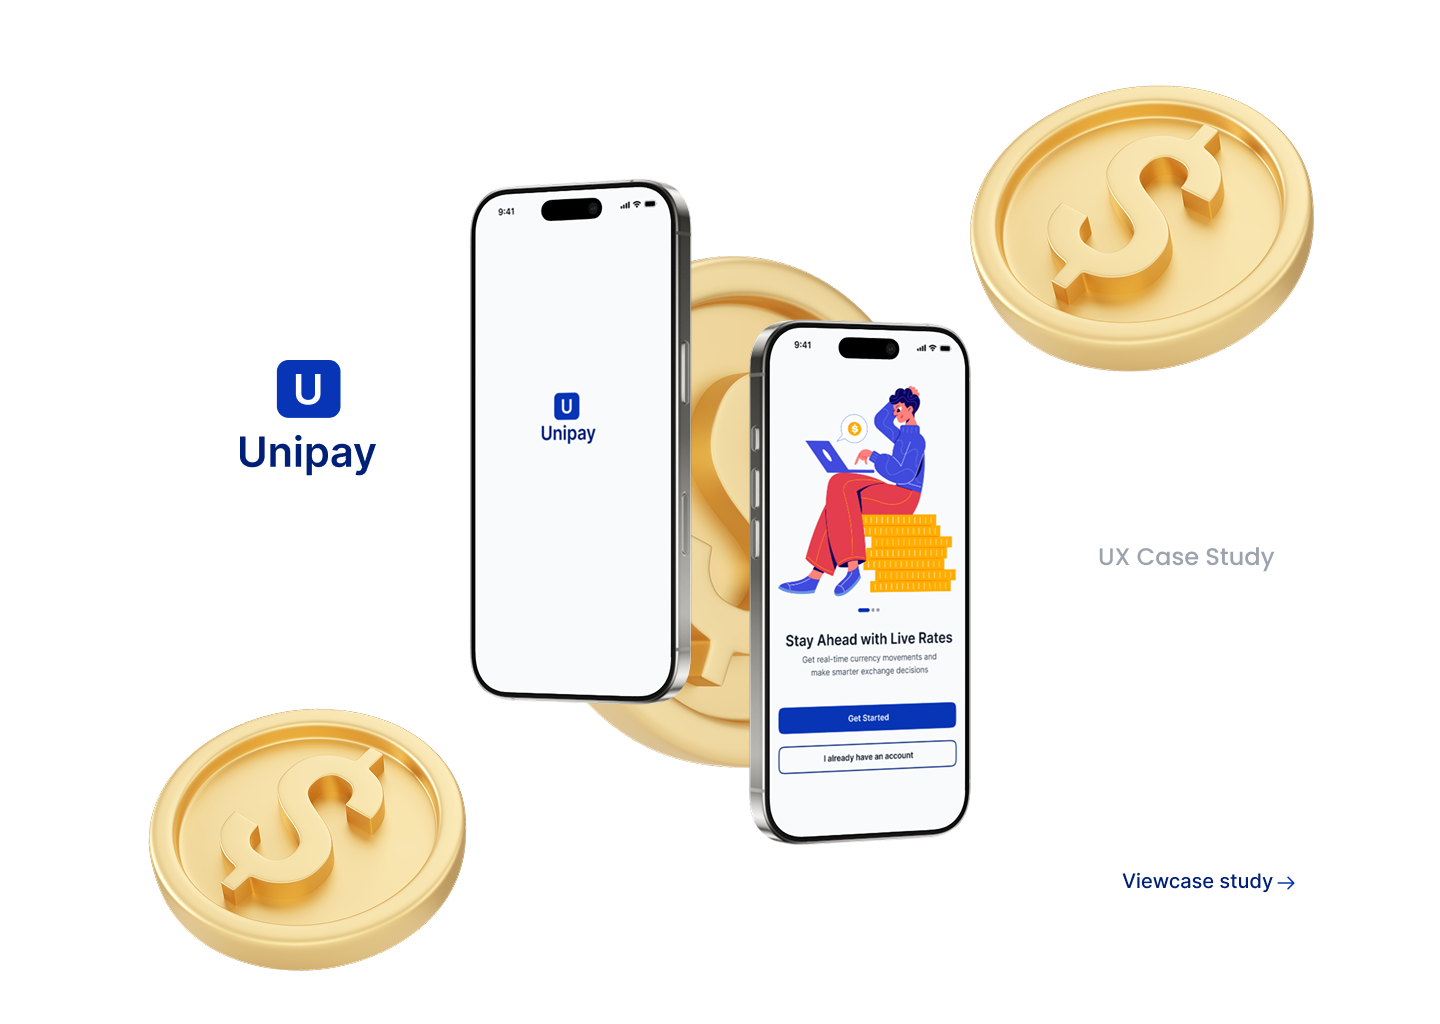 U
Unipay
9:41
U
Unipay
9:41
Stay Ahead with Live Rates
Get real-time currency movements and
make smarter exchange decisions
Get Started
I already have an account
UX Case Study
Viewcase study